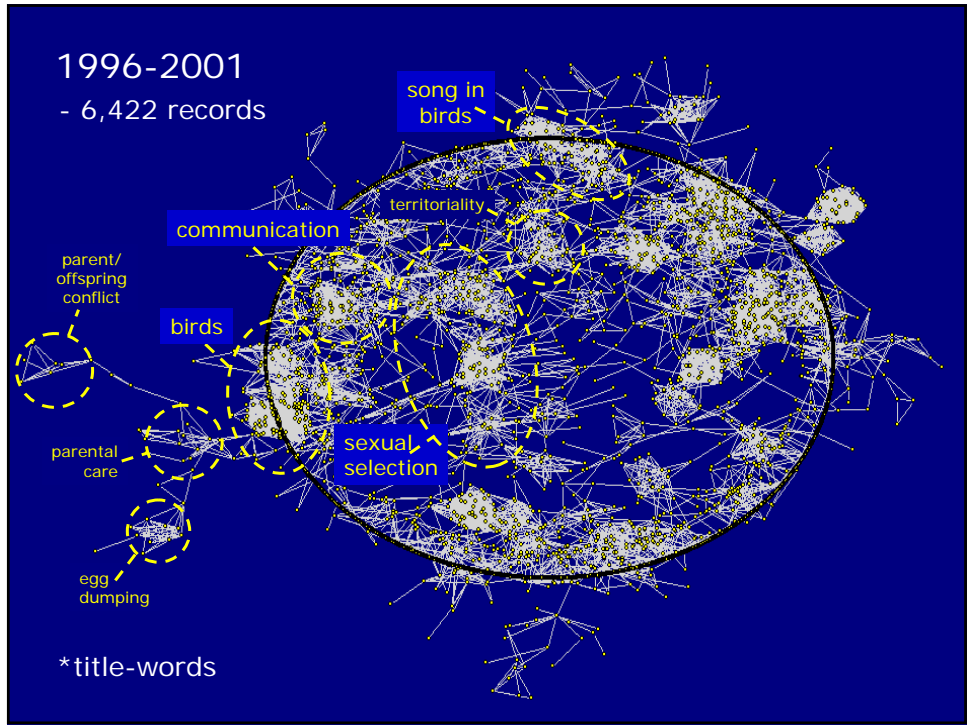 1996-2001
- 6,422 records
song in
birds
territoriality
communication
parent/
offspring
conflict
birds
sexual
selection
parental
care
egg
dumping
*title-words